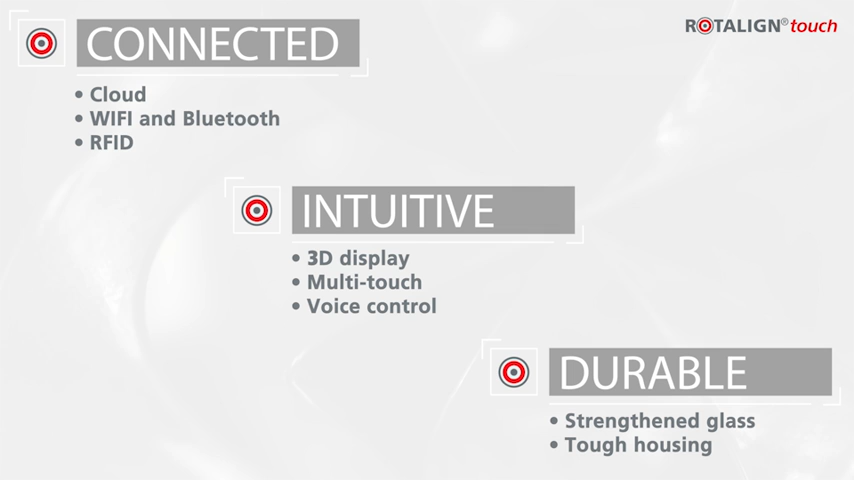 CONNECTED
ROTALIGN® touch
• Cloud
• WIFI and Bluetooth
• RFID
INTUITIVE
• 3D display
• Multi-touch
• Voice control
DURABLE
• Strengthened glass
• Tough housing